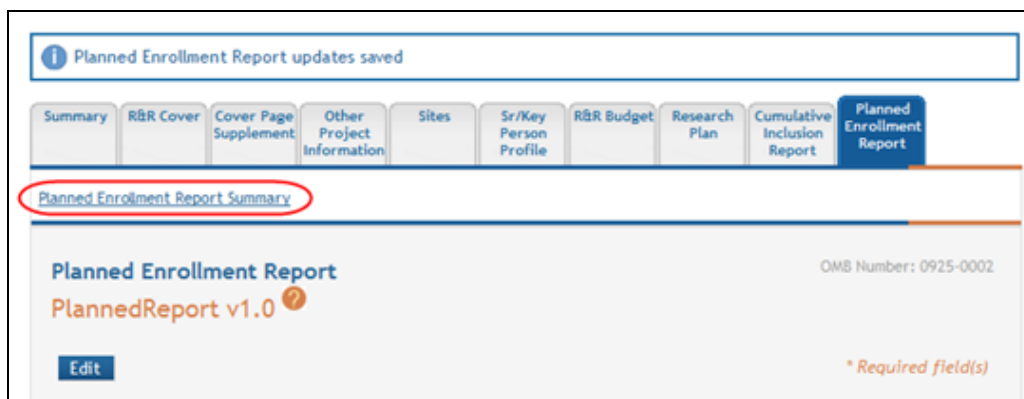 Planned Enrollment Report updates saved
Summary
R&R Cover
Cover Page
Supplement
Other
Project
Information
Sites
Sr/Key
Person
Profile
R&R Budget
Research
Plan
Cumulative
Inclusion
Report
Planned
Enrollment
Report
Planned Enrollment Report Summary
Planned Enrollment Report
OMB Number: 0925-0002
PlannedReport v1.0 ?
Edit
* Required field(s)